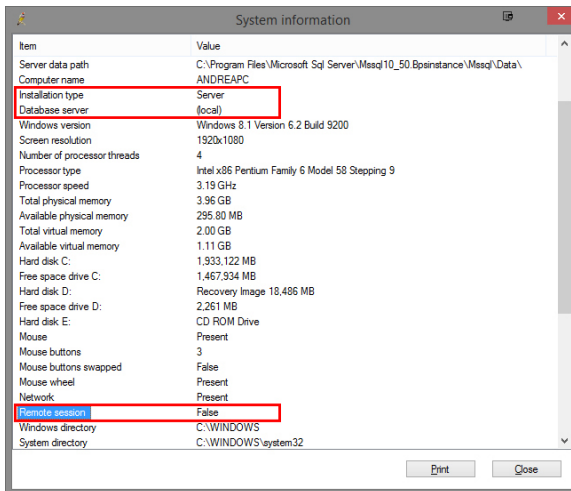 System information
Item Value
Server data path C:\Program Files\Microsoft Sql Server\Mssql10_50.Bpsinstance\Mssql\Data\
Computer name ANDREAPC
Installation type Server
Database server (local)
Windows version Windows 8.1 Version 6.2 Build 9200
Screen resolution 1920x1080
Number of processor threads 4
Processor type Intel x86 Pentium Family 6 Model 58 Stepping 9
Processor speed 3.19 GHz
Total physical memory 3.96 GB
Available physical memory 295.80 MB
Total virtual memory 2.00 GB
Available virtual memory 1.11 GB
Hard disk C: 1,933,122 MB
Free space drive C: 1,467,934 MB
Hard disk D: Recovery Image 18,486 MB
Free space drive D: 2,261 MB
Hard disk E: CD ROM Drive
Mouse Present
Mouse buttons 3
Mouse buttons swapped False
Mouse wheel Present
Network Present
Remote session False
Windows directory C:\WINDOWS
System directory C:\WINDOWS\system32
Print Close